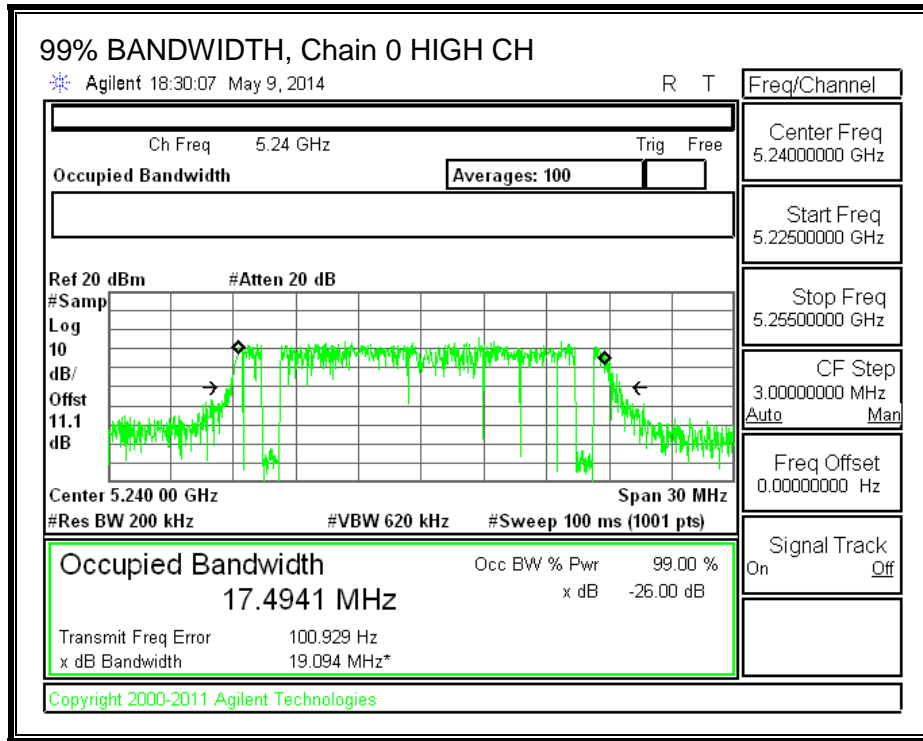 99% BANDWIDTH, Chain 0 HIGH CH
Agilent 18:30:07 May 9, 2014 R T
Freq/Channel
Ch Freq 5.24 GHz Trig Free
Occupied Bandwidth Averages: 100
Center Freq
5.24000000 GHz
Start Freq
5.22500000 GHz
Stop Freq
5.25500000 GHz
CF Step
3.00000000 MHz
Auto Man
Freq Offset
0.00000000 Hz
Signal Track
On Off
Ref 20 dBm #Atten 20 dB
#Samp
Log
10
dB/
Offst
11.1
dB
Center 5.240 00 GHz Span 30 MHz
#Res BW 200 kHz #VBW 620 kHz #Sweep 100 ms (1001 pts)
Occupied Bandwidth Occ BW % Pwr 99.00 %
17.4941 MHz x dB -26.00 dB
Transmit Freq Error 100.929 Hz
x dB Bandwidth 19.094 MHz*
Copyright 2000-2011 Agilent Technologies